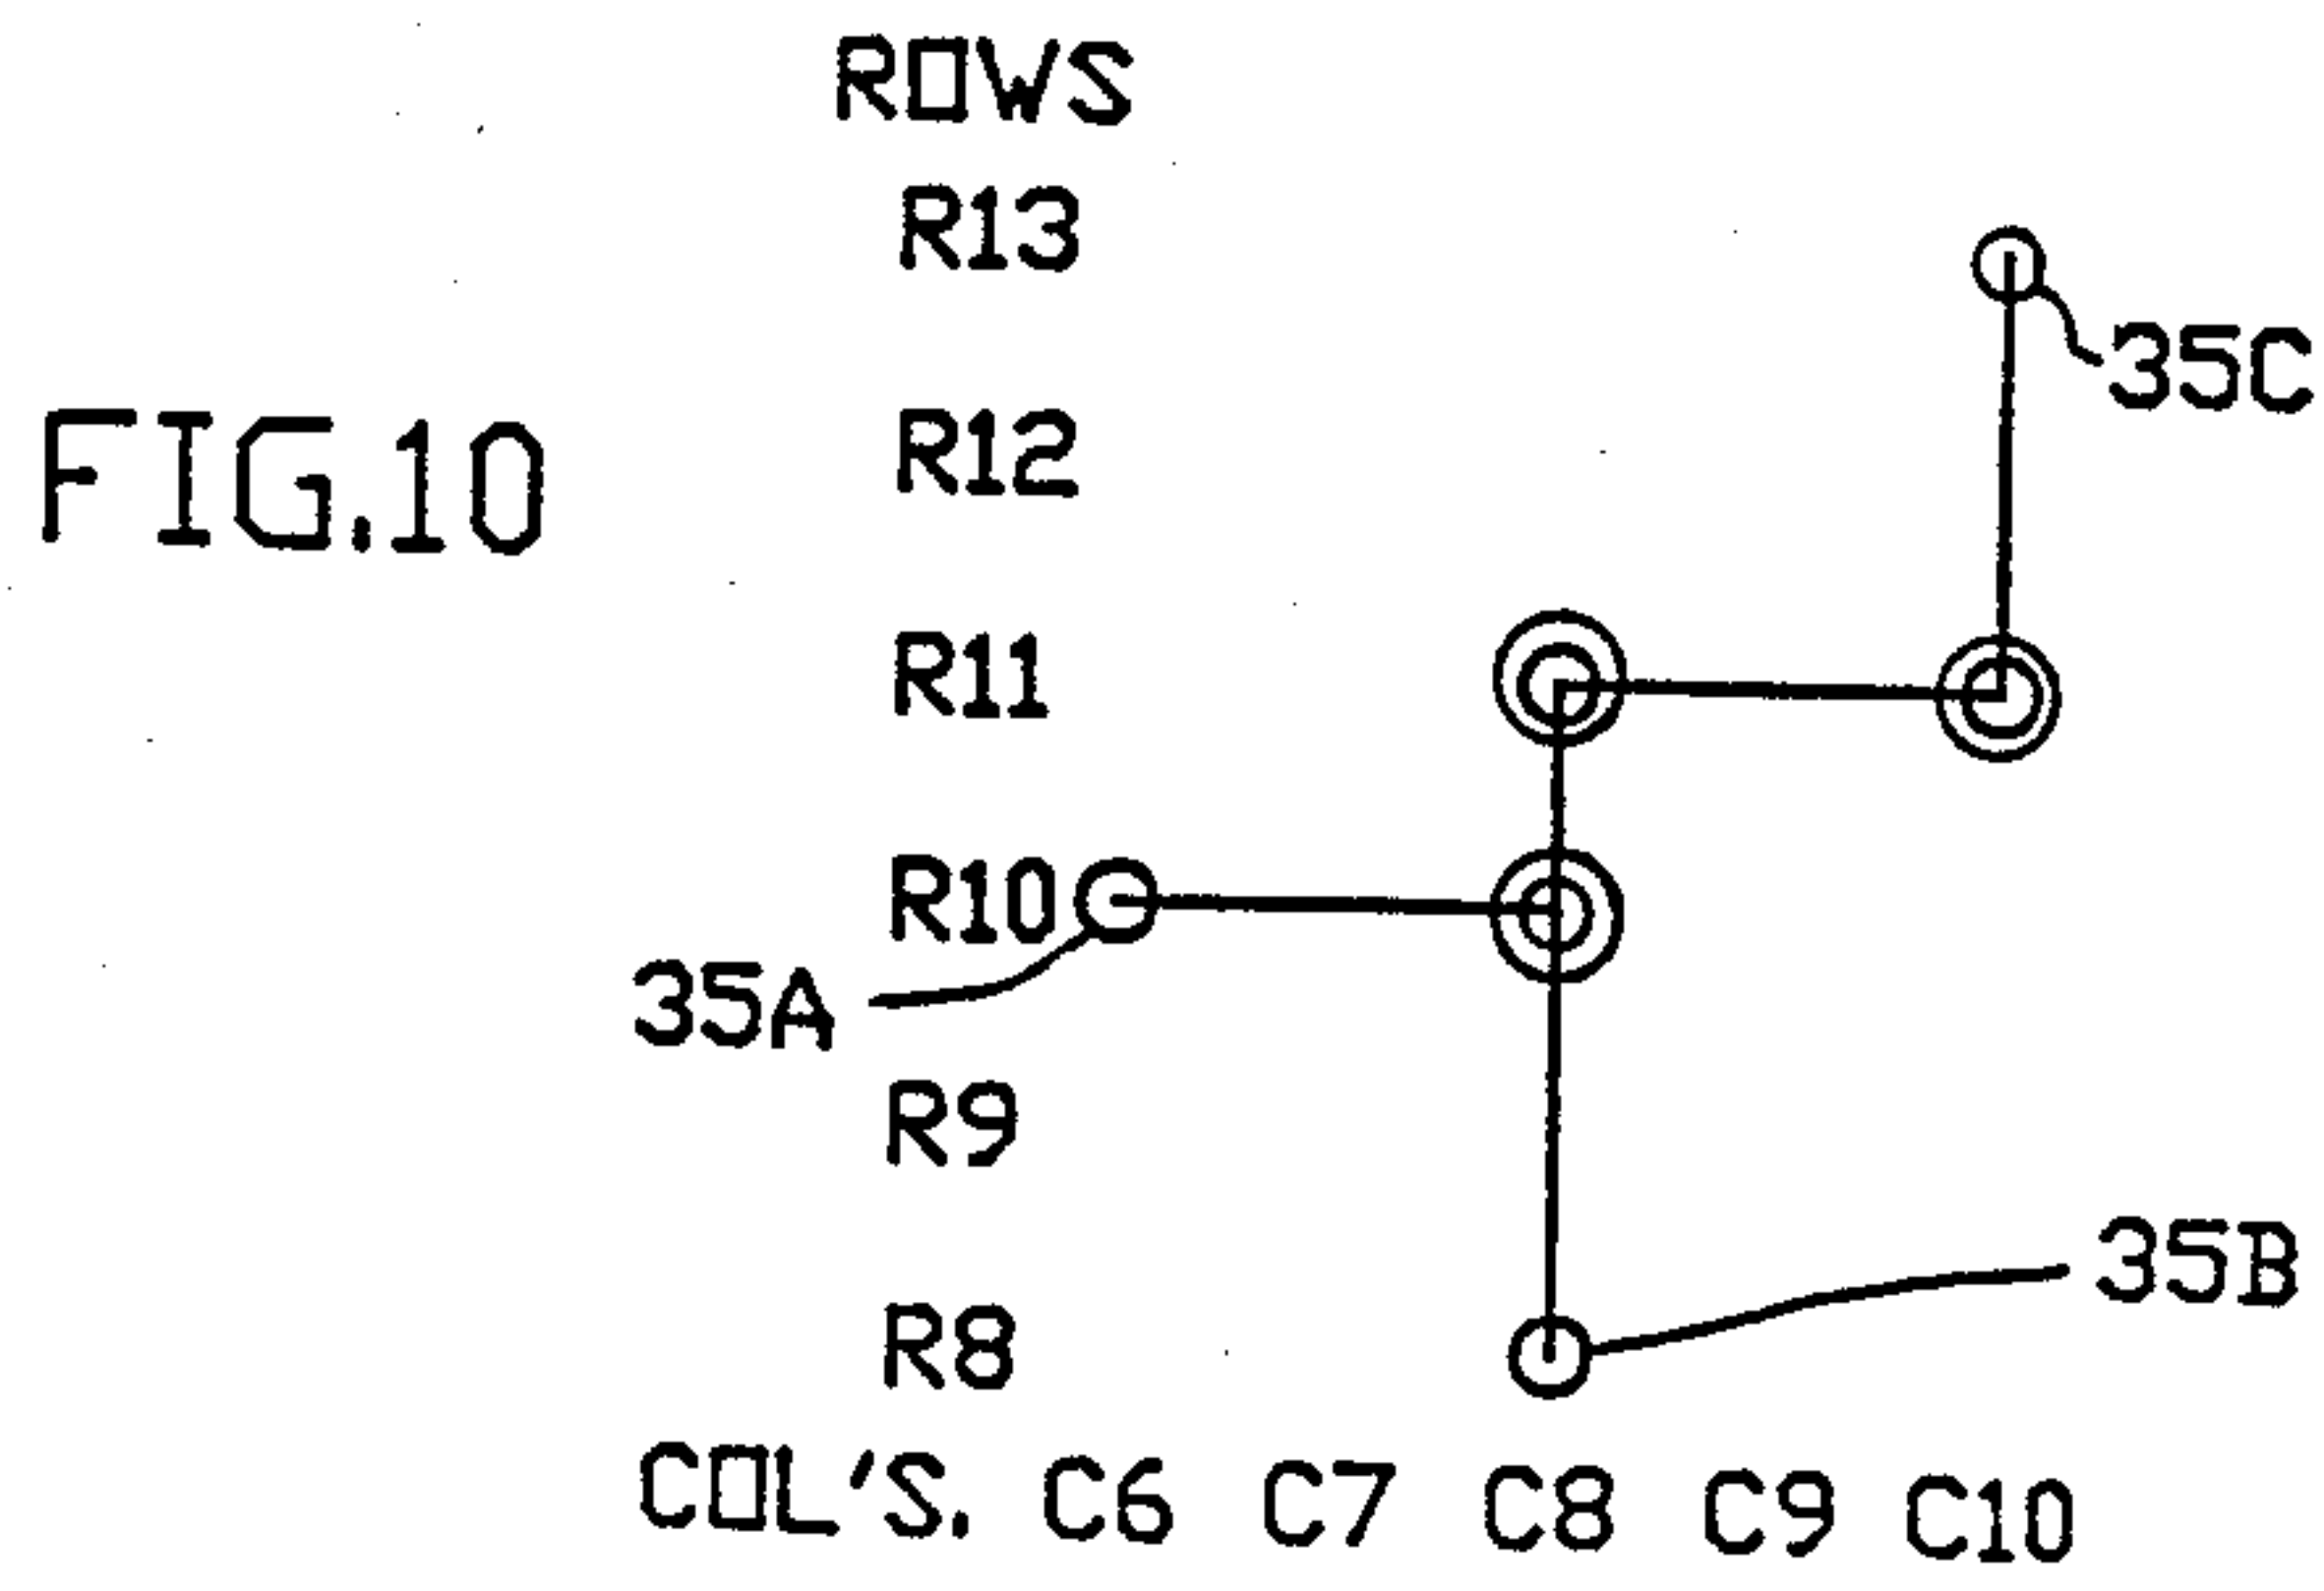 ROWS
R13
35C
FIG.10
R12
R11
R10
35A
R9
35B
R8
COL'S. C6 C7 C8 C9 C10